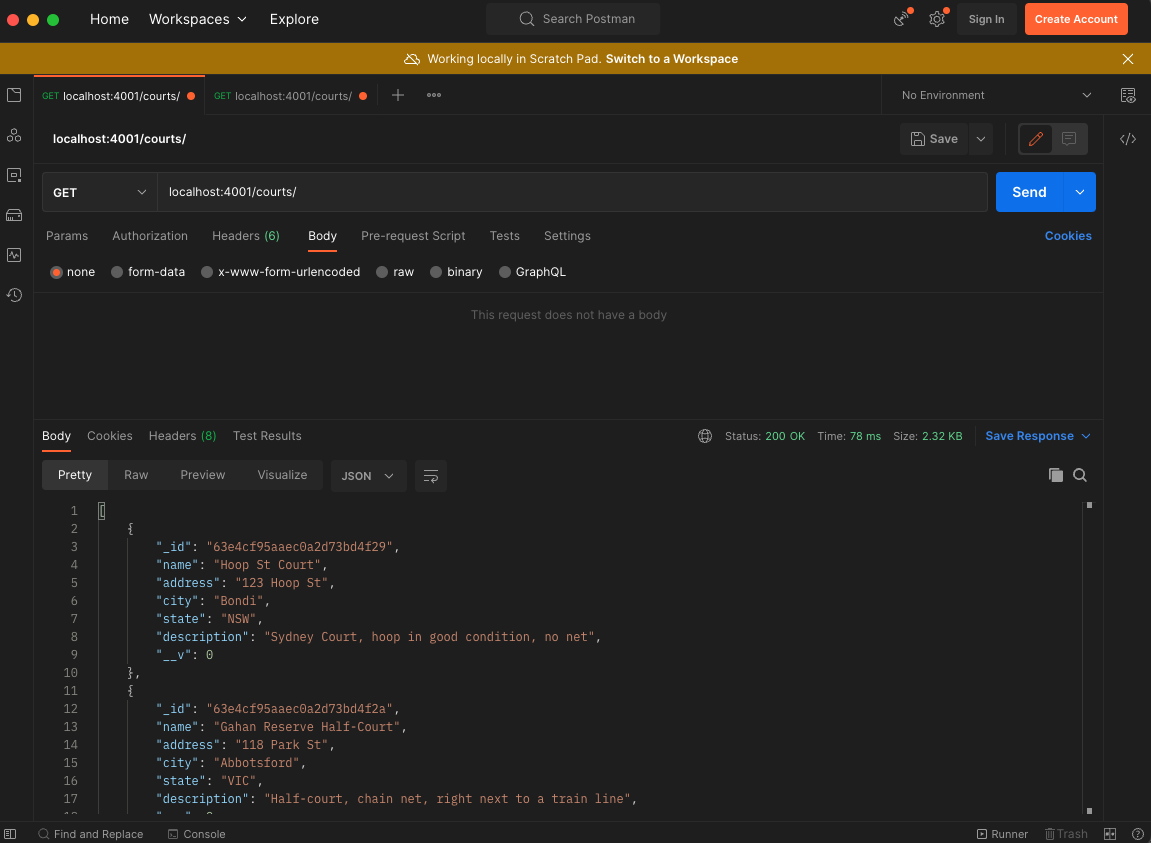 Home Workspaces Explore Search Postman Sign In Create Account
Working locally in Scratch Pad. Switch to a Workspace
GET localhost:4001/courts/ GET localhost:4001/courts/ No Environment
localhost:4001/courts/ Save
GET localhost:4001/courts/ Send
Params Authorization Headers (6) Body Pre-request Script Tests Settings Cookies
none form-data x-www-form-urlencoded raw binary GraphQL
This request does not have a body
Body Cookies Headers (8) Test Results Status: 200 OK Time: 78 ms Size: 2.32 KB Save Response
Pretty Raw Preview Visualize JSON
1 [
2 {
3 "_id": "63e4cf95aaec0a2d73bd4f29",
4 "name": "Hoop St Court",
5 "address": "123 Hoop St",
6 "city": "Bondi",
7 "state": "NSW",
8 "description": "Sydney Court, hoop in good condition, no net",
9 "__v": 0
10 },
11 {
12 "_id": "63e4cf95aaec0a2d73bd4f2a",
13 "name": "Gahan Reserve Half-Court",
14 "address": "118 Park St",
15 "city": "Abbotsford",
16 "state": "VIC",
17 "description": "Half-court, chain net, right next to a train line",
Find and Replace Console Runner Trash